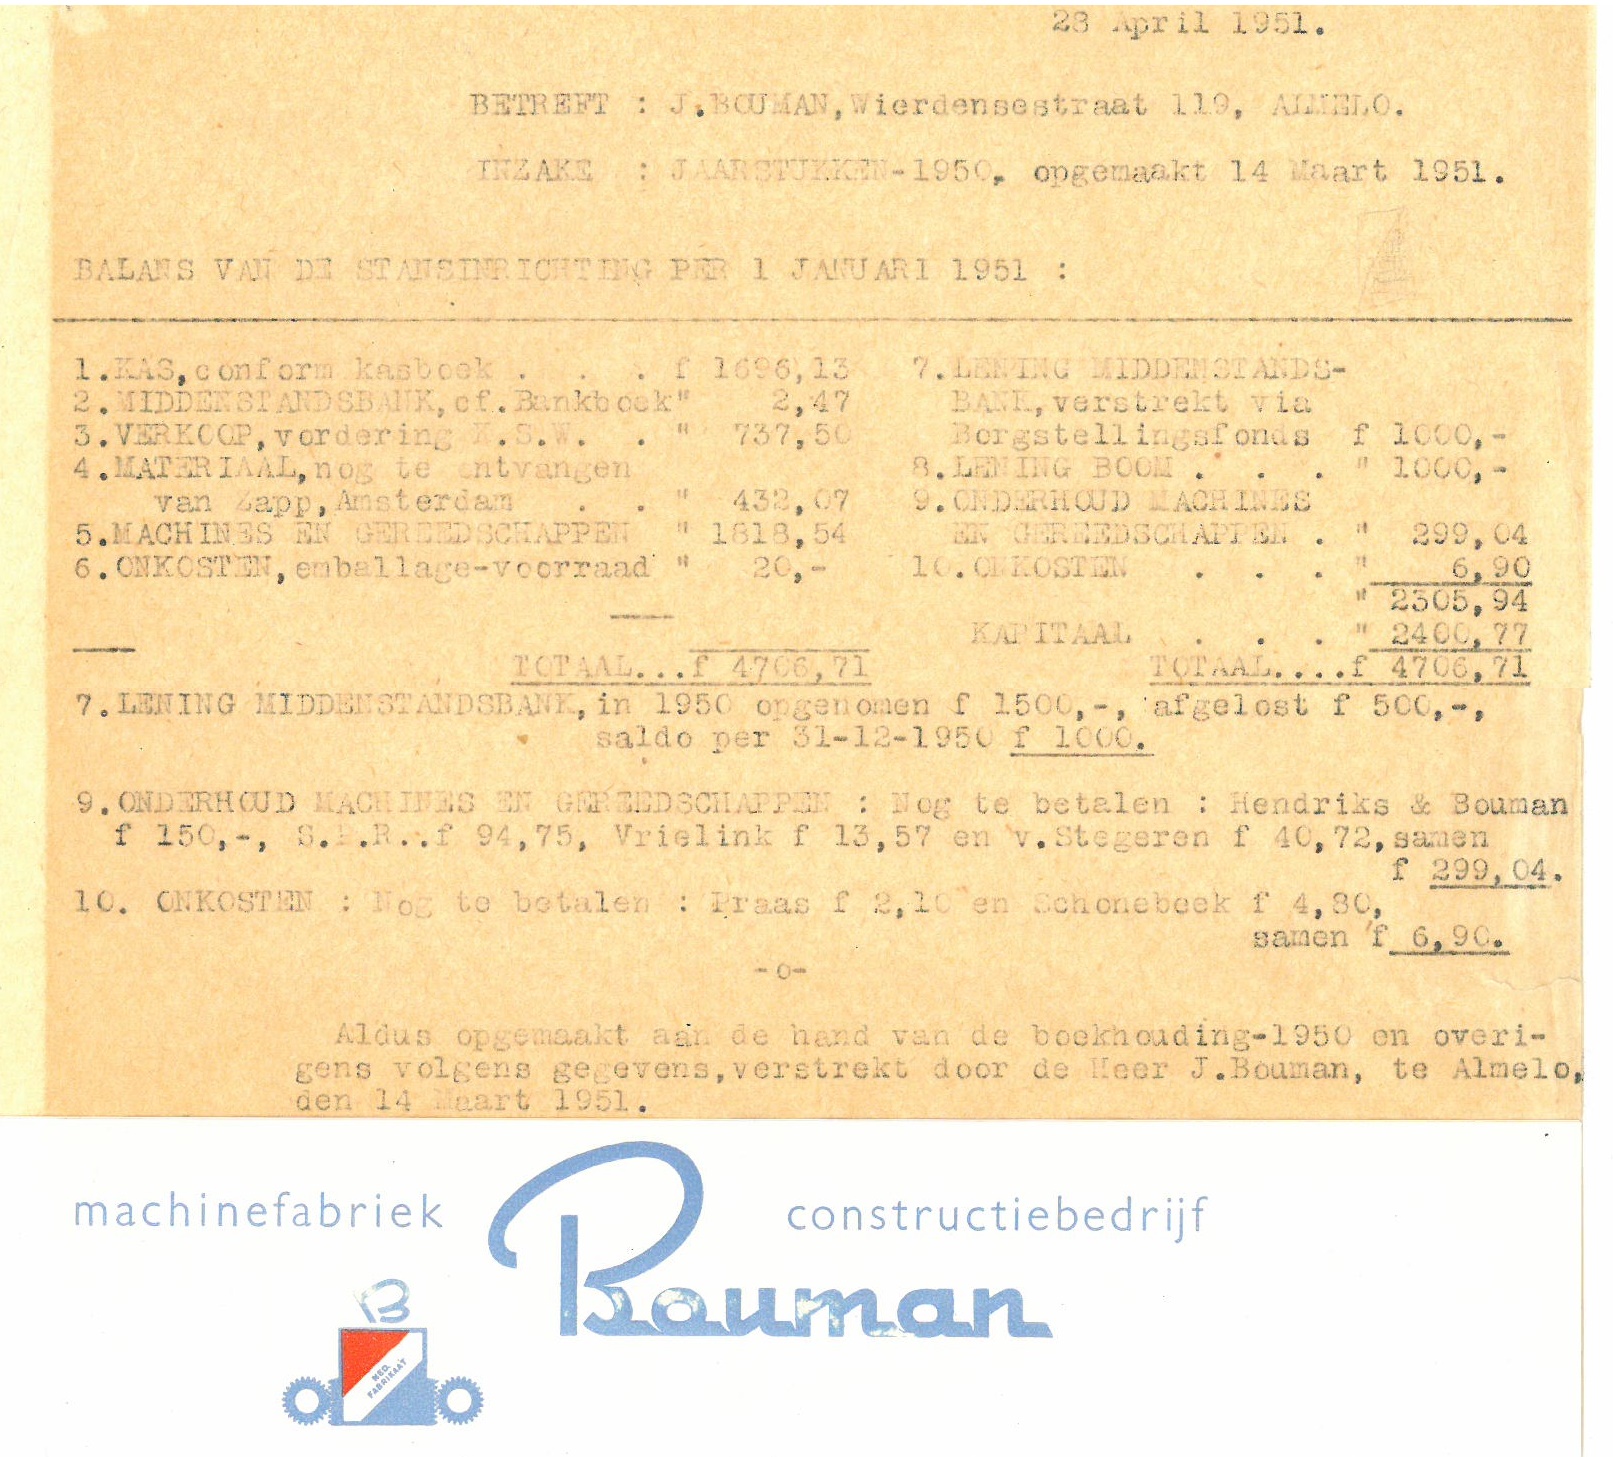 28 April 1951.
BETREFT : J.BOUMAN,Wierdensestraat 119, ALMELO.
INZAKE : JAARSTUKKEN-1950, opgemaakt 14 Maart 1951.
BALANS VAN DE STANSINRICHTING PER 1 JANUARI 1951 :
1.KAS,conform kasboek . . . f 1696,13
2.MIDDENSTANDSBANK,cf.Bankboek" 2,47
3.VERKOOP,vordering K.S.W. . " 737,50
4.MATERIAAL,nog te ontvangen
van Zapp,Amsterdam . . " 432,07
5.MACHINES EN GEREEDSCHAPPEN " 1818,54
6.ONKOSTEN,emballage-voorraad " 20,-
TOTAAL...f 4706,71
7.LENING MIDDENSTANDS-
BANK,verstrekt via
Borgstellingsfonds f 1000,-
8.LENING BOOM . . . " 1000,-
9.ONDERHOUD MACHINES
EN GEREEDSCHAPPEN . " 299,04
10.ONKOSTEN . . . " 6,90
" 2305,94
KAPITAAL . . . " 2400,77
TOTAAL....f 4706,71
7.LENING MIDDENSTANDSBANK,in 1950 opgenomen f 1500,-, afgelost f 500,-,
saldo per 31-12-1950 f 1000.
9.ONDERHOUD MACHINES EN GEREEDSCHAPPEN : Nog te betalen : Hendriks & Bouman
f 150,-, f 94,75, Vrielink f 13,57 en v.Stegeren f 40,72,samen
f 299,04.
10. ONKOSTEN : Nog te betalen : Praas f 2,10 en Schonebeek f 4,80,
samen f 6,90.
-o-
Aldus opgemaakt aan de hand van de boekhouding-1950 en overi-
gens volgens gegevens,verstrekt door de Heer J.Bouman, te Almelo,
den 14 Maart 1951.
machinefabriek Bouman constructiebedrijf
B
NED.
FABRIKAAT